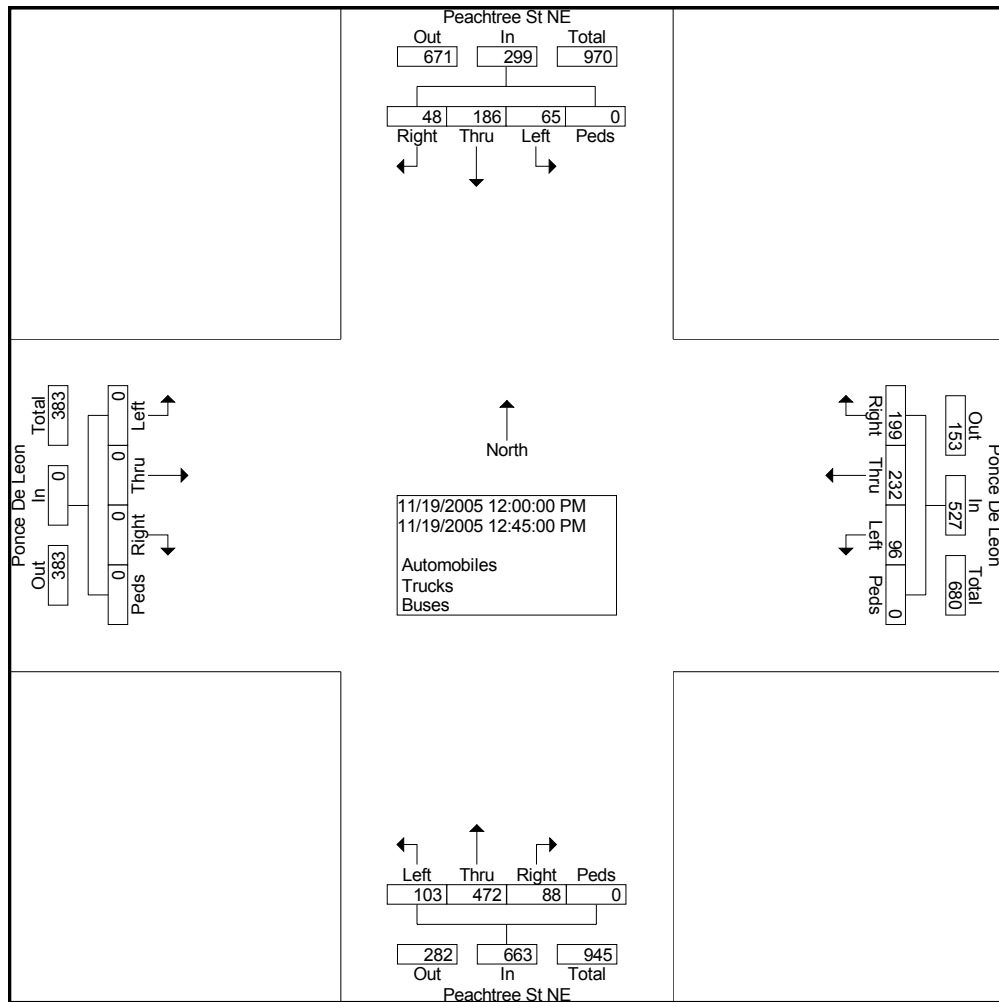 Peachtree St NE
Out In Total
671 299 970
48 186 65 0
Right Thru Left Peds
Ponce De Leon
Total In Out
383 0 383
0 0 0 0
Left Thru Right Peds
North
11/19/2005 12:00:00 PM
11/19/2005 12:45:00 PM
Automobiles
Trucks
Buses
Right Thru Left Peds
199 232 96 0
Out In Total
153 527 680
Ponce De Leon
Left Thru Right Peds
103 472 88 0
282 663 945
Out In Total
Peachtree St NE